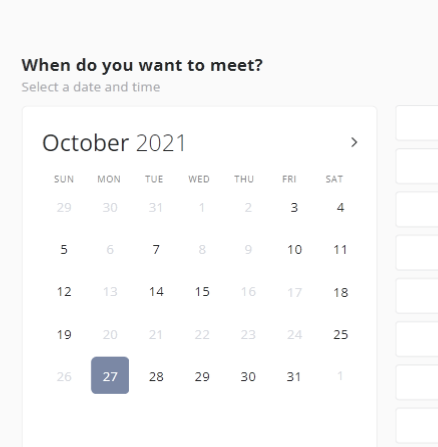 When do you want to meet?
Select a date and time
October 2021
SUN MON TUE WED THU FRI SAT
29 30 31 1 2 3 4
5 6 7 8 9 10 11
12 13 14 15 16 17 18
19 20 21 22 23 24 25
26 27 28 29 30 31 1